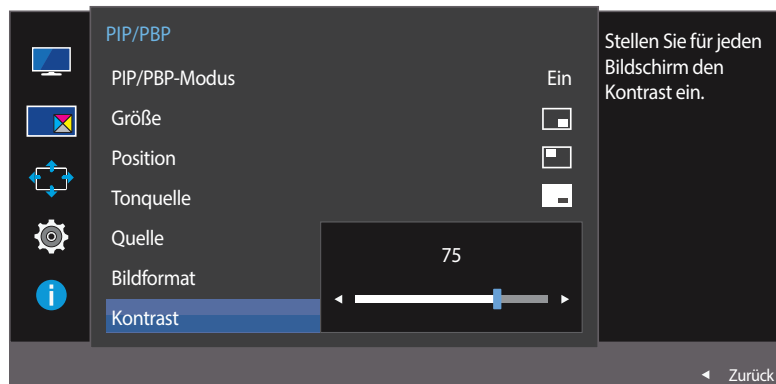 PIP/PBP
PIP/PBP-Modus Ein
Größe
Position
Tonquelle
Quelle
Bildformat
Kontrast
75
Stellen Sie für jeden
Bildschirm den
Kontrast ein.
Zurück